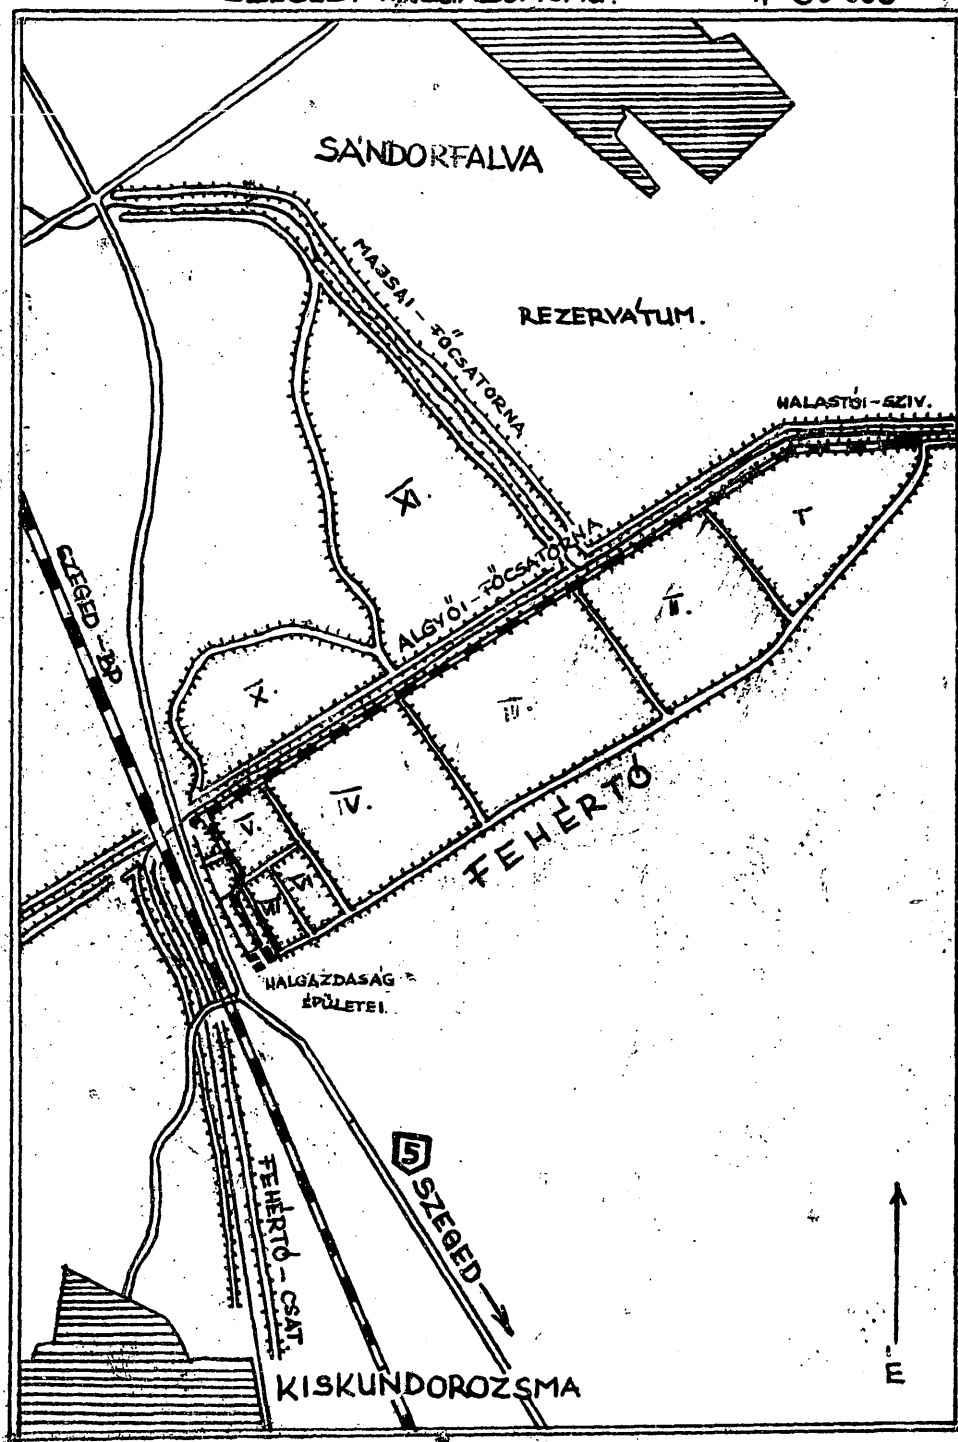 SÁNDORFALVA
MAJSAI-FŐCSATORNA
REZERVÁTUM.
HALASTÓI-SZIV.
XI.
I
ALGYŐI-FŐCSATORNA
SZEGED-BP
II.
X.
III.
IV.
V.
FEHÉRTÓ
VI
VII
HALGAZDASÁG
ÉPÜLETEI.
5
SZEGED
FEHÉRTÓ-CSAT
KISKUNDOROZSMA
É